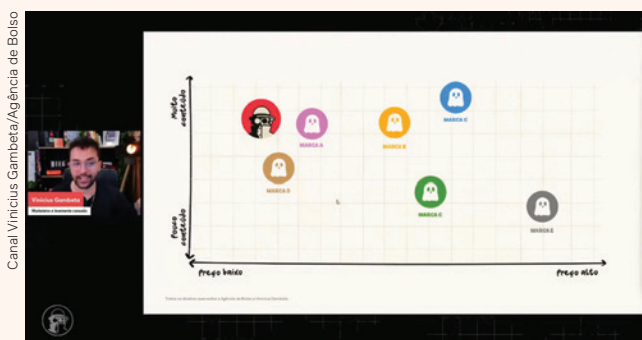 Canal Vinicius Gambeta/Agência de Bolso
Muito
conteúdo
MARCA A
MARCA B
MARCA C
MARCA D
MARCA C
MARCA E
Pouco
conteúdo
Preço baixo
Preço alto
Vinicius Gambeta